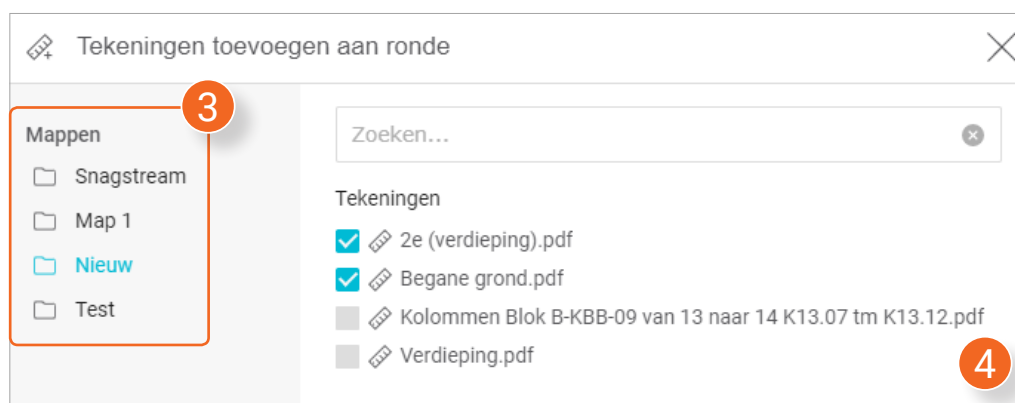 Tekeningen toevoegen aan ronde
3
Mappen
Snagstream
Map 1
Nieuw
Test
Zoeken...
Tekeningen
2e (verdieping).pdf
Begane grond.pdf
Kolommen Blok B-KBB-09 van 13 naar 14 K13.07 tm K13.12.pdf
Verdieping.pdf
4